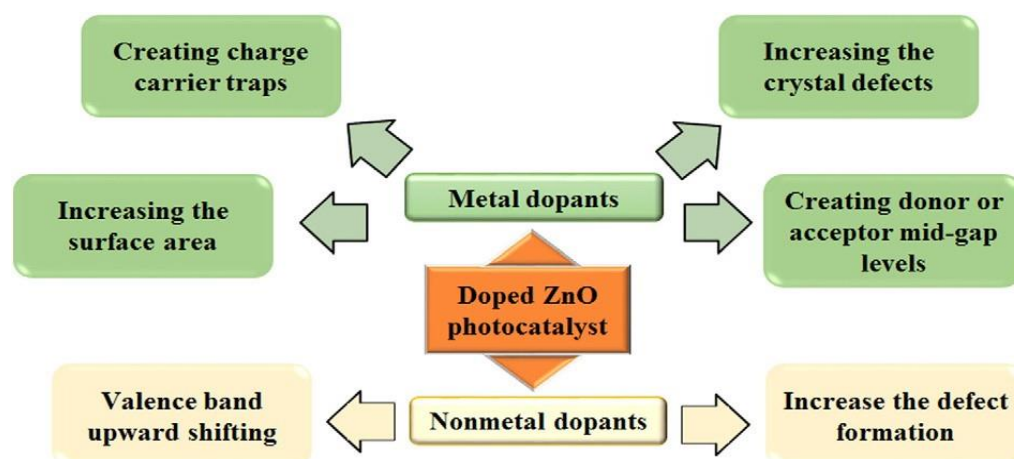 Creating charge
carrier traps
Increasing the
crystal defects
Metal dopants
Increasing the
surface area
Creating donor or
acceptor mid-gap
levels
Doped ZnO
photocatalyst
Valence band
upward shifting
Nonmetal dopants
Increase the defect
formation